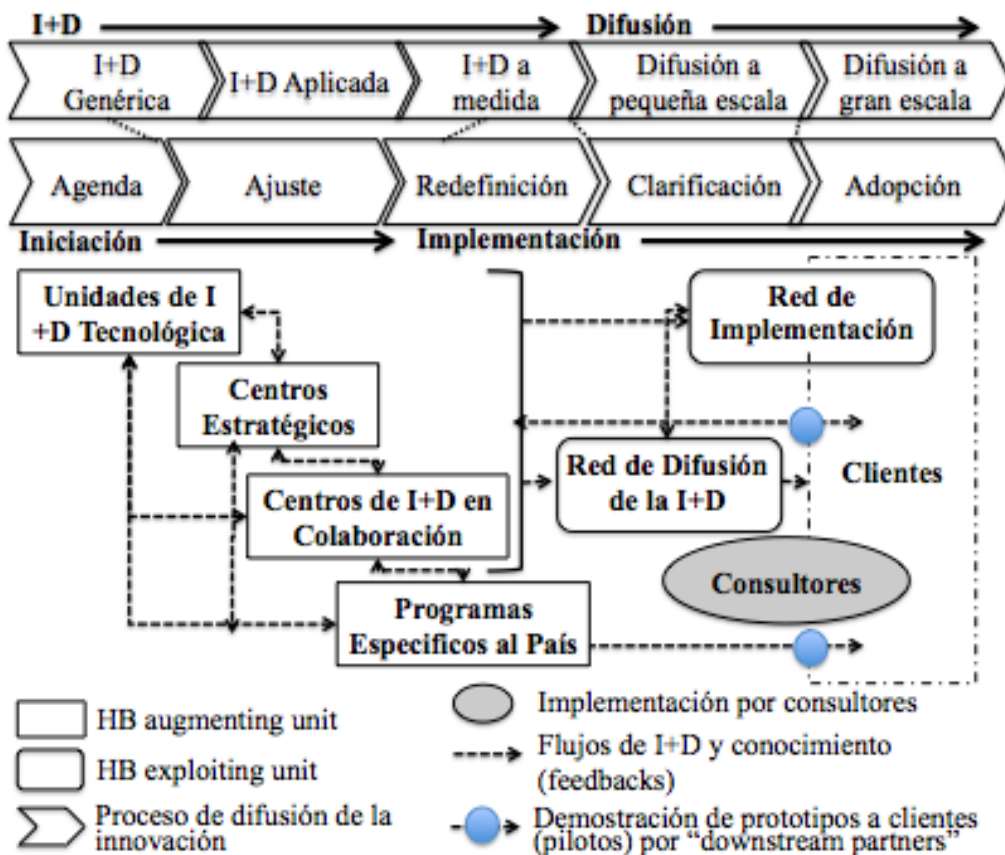 I+D
Difusión
I+D
Genérica
I+D Aplicada
I+D a
medida
Difusión a
pequeña escala
Difusión a
gran escala
Agenda
Ajuste
Redefinición
Clarificación
Adopción
Iniciación
Implementación
Unidades de I
+D Tecnológica
Red de
Implementación
Centros
Estratégicos
Centros de I+D en
Colaboración
Red de Difusión
de la I+D
Clientes
Consultores
Programas
Especificos al País
HB augmenting unit
HB exploiting unit
Proceso de difusión de la
innovación
Implementación por consultores
Flujos de I+D y conocimiento
(feedbacks)
Demostración de prototipos a clientes
(pilotos) por “downstream partners”